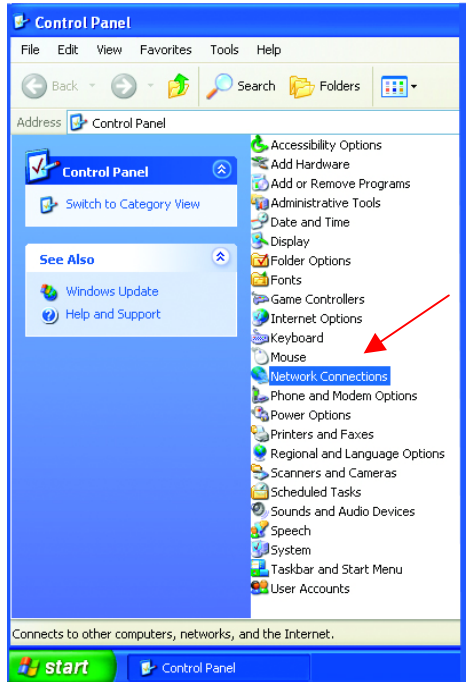 Control Panel
File Edit View Favorites Tools Help
Back Search Folders
Address Control Panel
Control Panel
Switch to Category View
See Also
Windows Update
Help and Support
Accessibility Options
Add Hardware
Add or Remove Programs
Administrative Tools
Date and Time
Display
Folder Options
Fonts
Game Controllers
Internet Options
Keyboard
Mouse
Network Connections
Phone and Modem Options
Power Options
Printers and Faxes
Regional and Language Options
Scanners and Cameras
Scheduled Tasks
Sounds and Audio Devices
Speech
System
Taskbar and Start Menu
User Accounts
Connects to other computers, networks, and the Internet.
start Control Panel